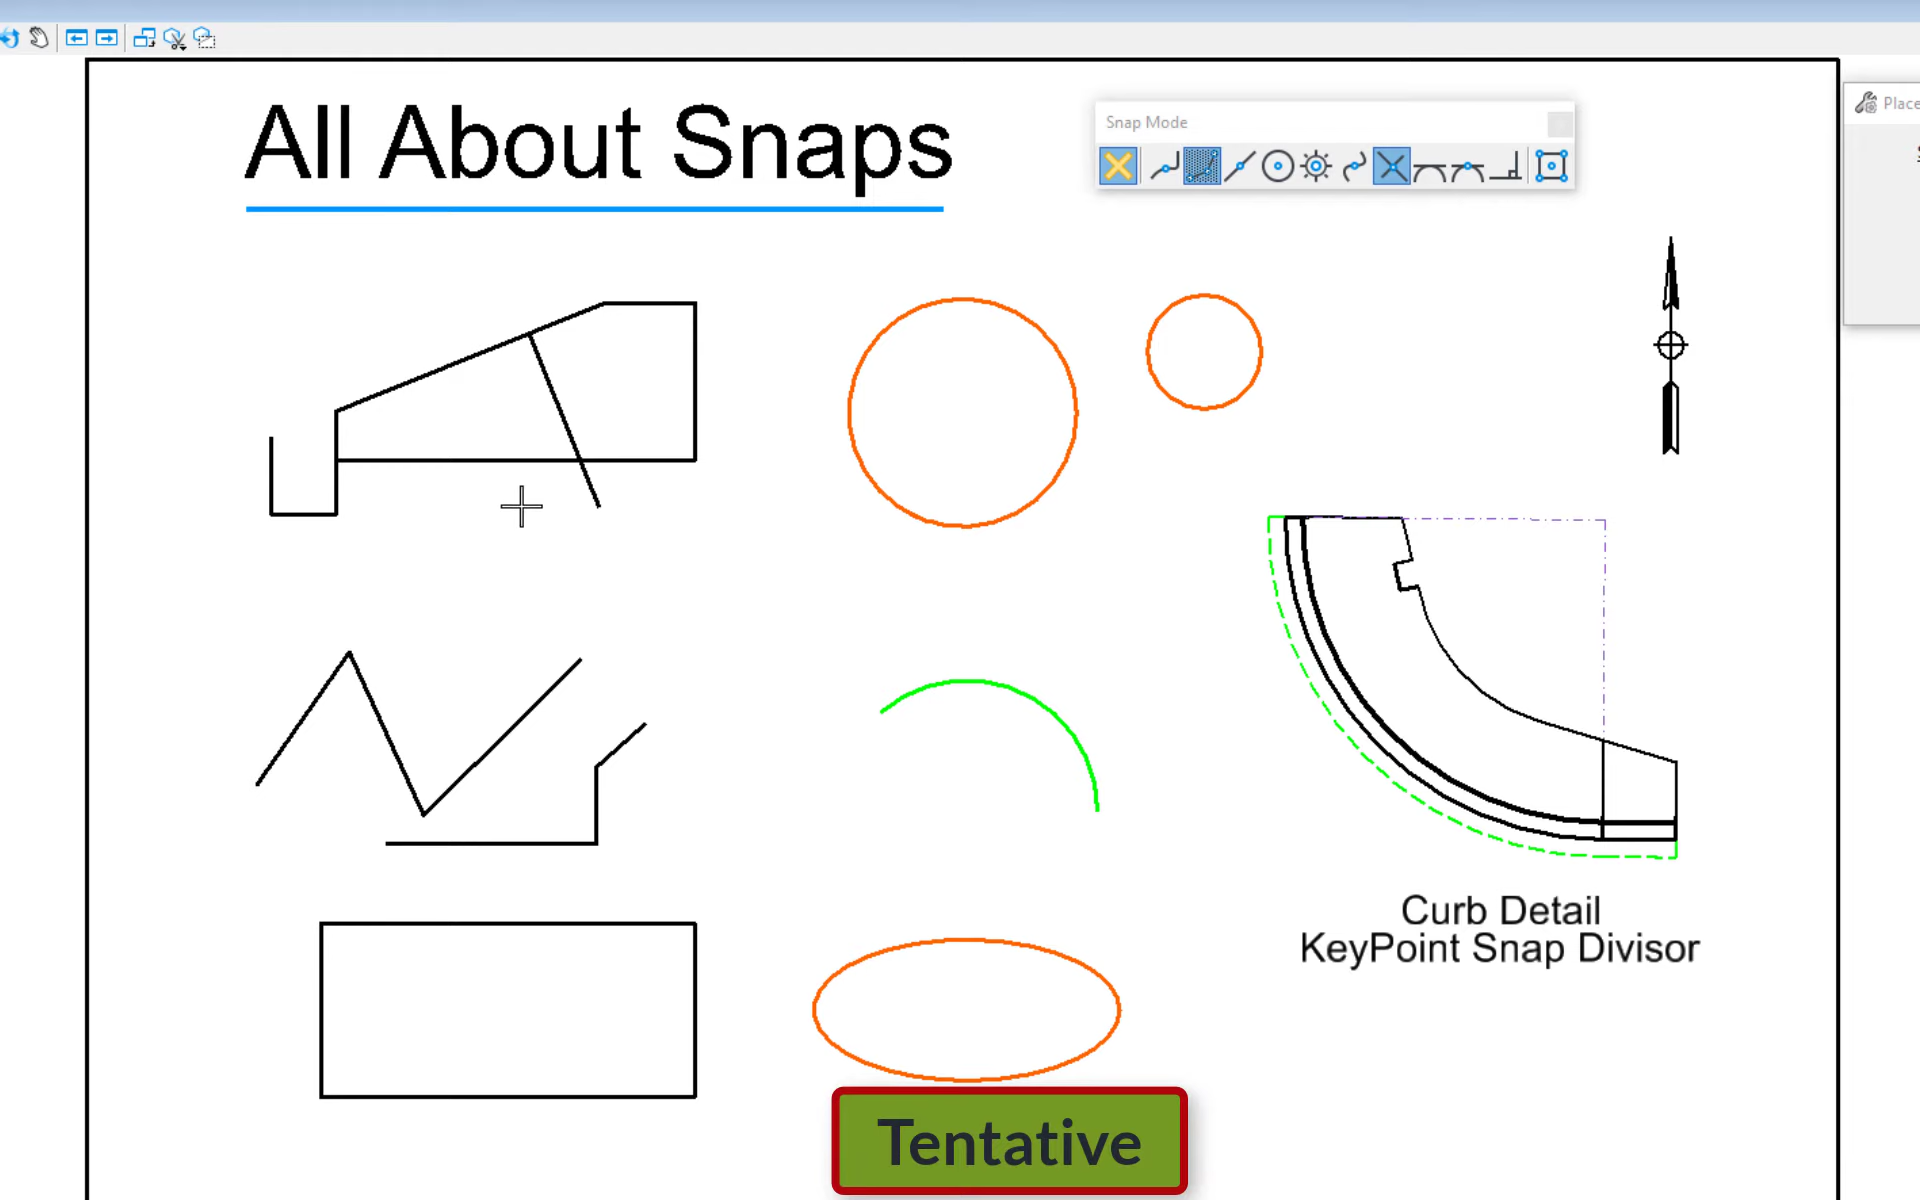 All About Snaps
Snap Mode
Place
Curb Detail
KeyPoint Snap Divisor
Tentative